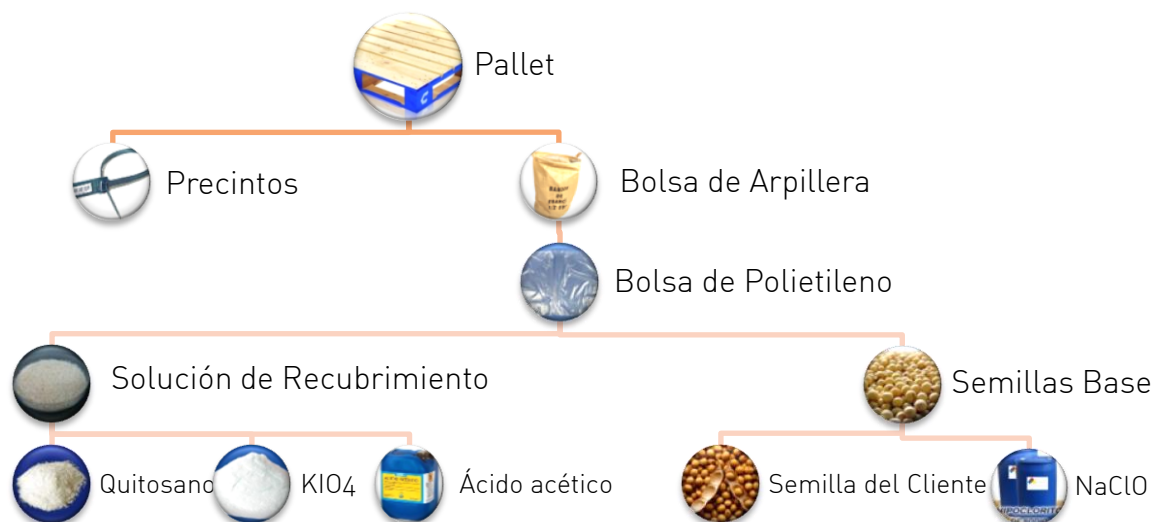 Pallet
Precintos
Bolsa de Arpillera
Bolsa de Polietileno
Solución de Recubrimiento
Semillas Base
Quitosano
KIO4
Ácido acético
Semilla del Cliente
NaClO